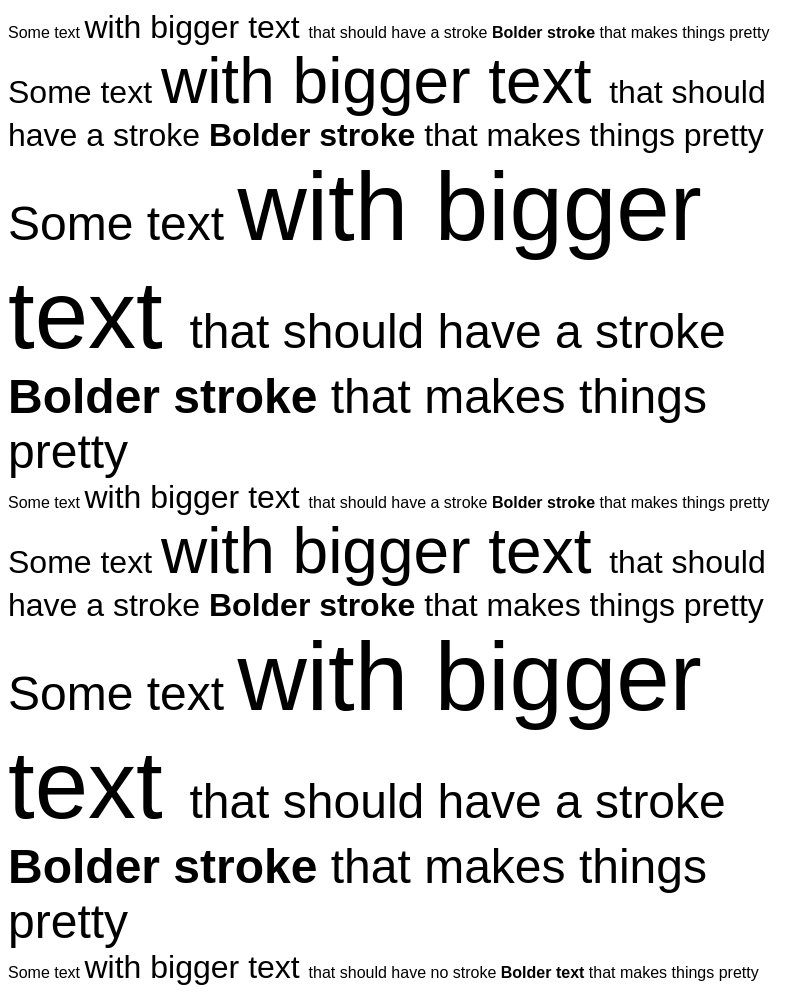 Some text with bigger text that should have a stroke Bolder stroke that makes things pretty
Some text with bigger text that should
have a stroke Bolder stroke that makes things pretty
Some text with bigger
text that should have a stroke
Bolder stroke that makes things
pretty
Some text with bigger text that should have a stroke Bolder stroke that makes things pretty
Some text with bigger text that should
have a stroke Bolder stroke that makes things pretty
Some text with bigger
text that should have a stroke
Bolder stroke that makes things
pretty
Some text with bigger text that should have no stroke Bolder text that makes things pretty